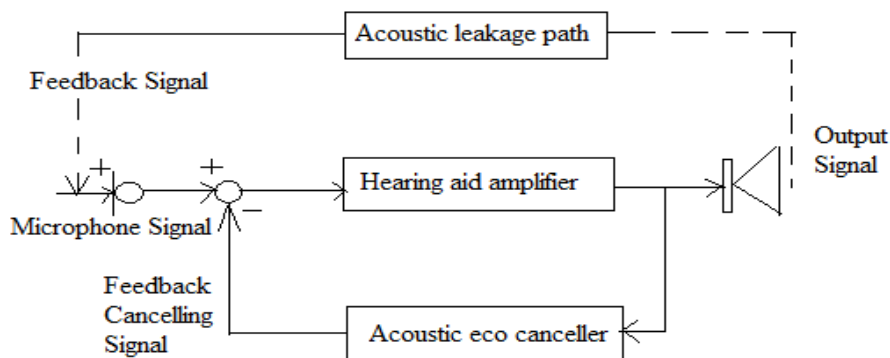 Acoustic leakage path
Feedback Signal
Output
Signal
+
+
Hearing aid amplifier
Microphone Signal
−
Feedback
Cancelling
Signal
Acoustic eco canceller